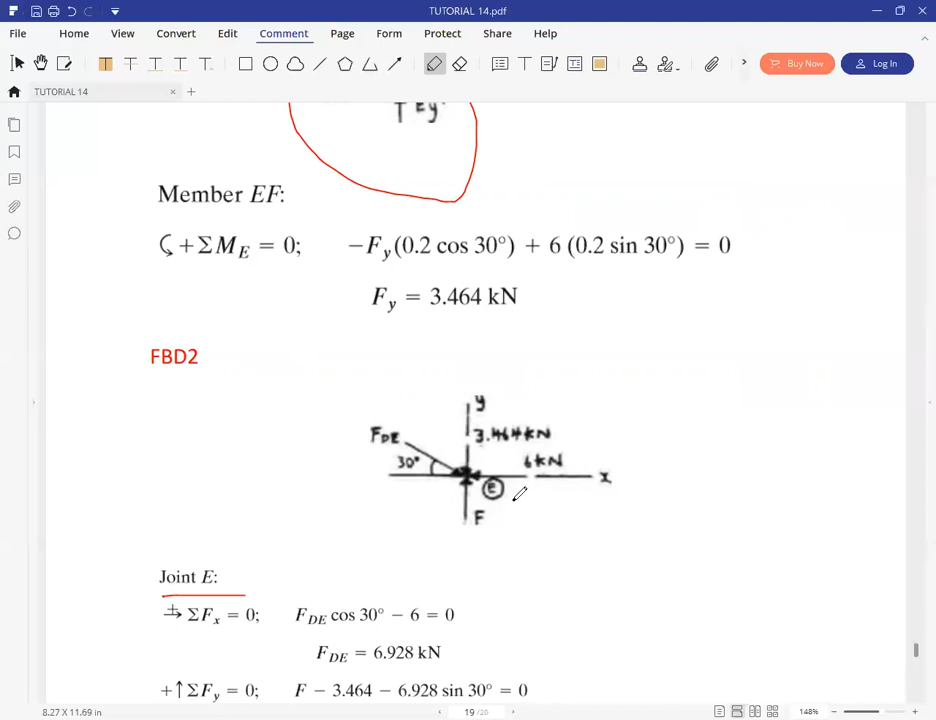 TUTORIAL 14.pdf
File Home View Convert Edit Comment Page Form Protect Share Help
Buy Now Log In
TUTORIAL 14
↑ Ey
Member EF:
↺ + ΣM_E = 0; −F_y(0.2 cos 30°) + 6 (0.2 sin 30°) = 0
F_y = 3.464 kN
FBD2
y
F_DE 3.464kN
30° 6kN
x
E
F
Joint E:
→+ ΣF_x = 0; F_DE cos 30° − 6 = 0
F_DE = 6.928 kN
+↑ΣF_y = 0; F − 3.464 − 6.928 sin 30° = 0
8.27 X 11.69 in 19 /20 148%